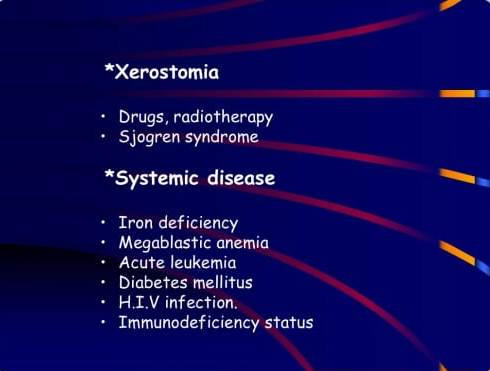 *Xerostomia
• Drugs, radiotherapy
• Sjogren syndrome
*Systemic disease
• Iron deficiency
• Megablastic anemia
• Acute leukemia
• Diabetes mellitus
• H.I.V infection.
• Immunodeficiency status